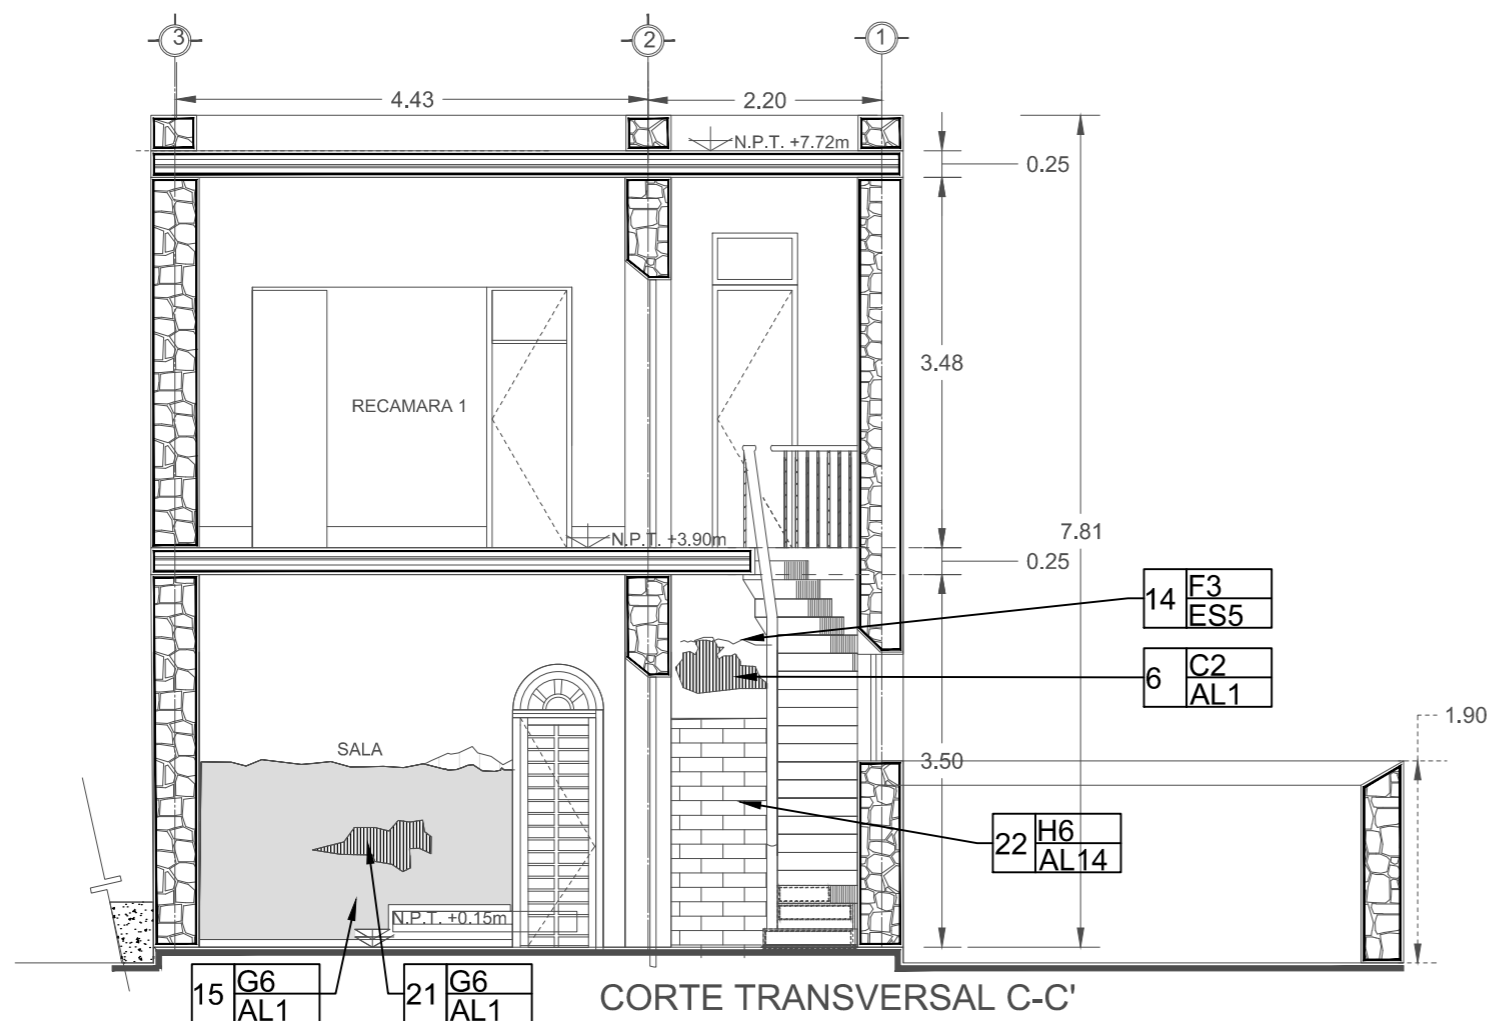 3
2
1
4.43
2.20
N.P.T. +7.72m
0.25
3.48
RECAMARA 1
7.81
N.P.T. +3.90m
0.25
14
F3
ES5
6
C2
AL1
1.90
SALA
3.50
22
H6
AL14
N.P.T. +0.15m
15
G6
AL1
21
G6
AL1
CORTE TRANSVERSAL C-C'